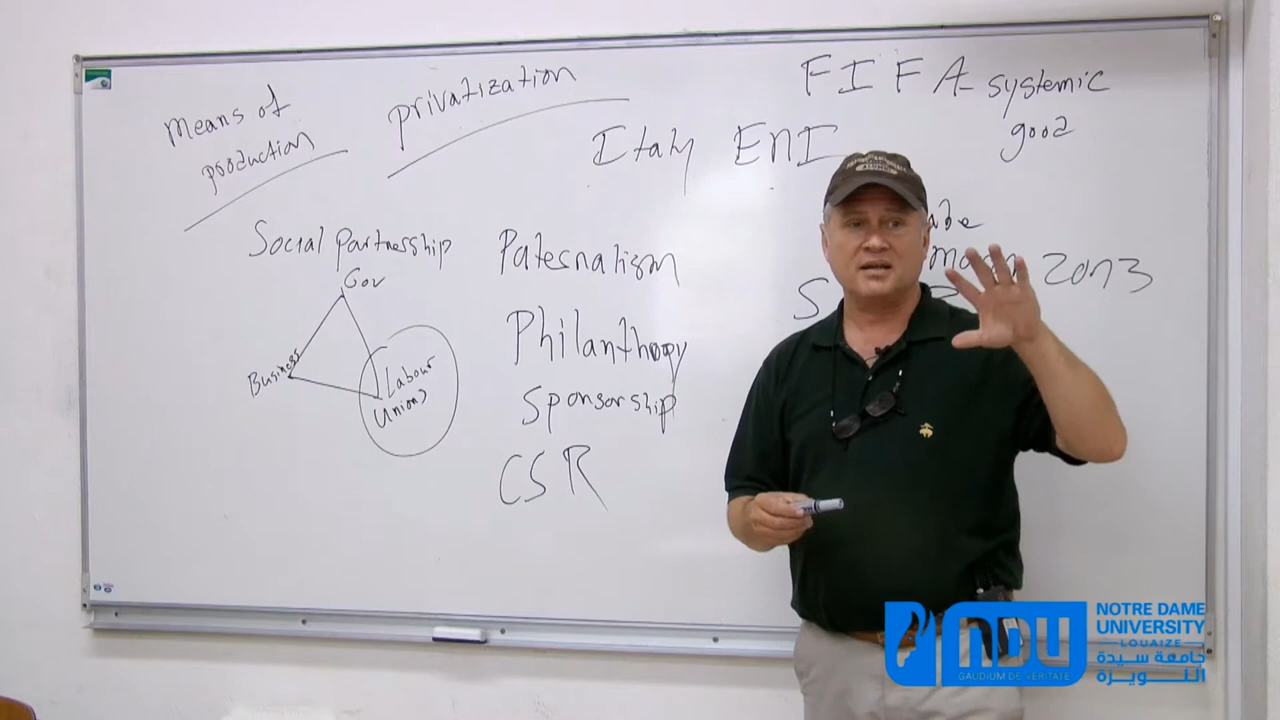 means of
production
privatization
FIFA - systemic
good
Italy ENI
Social Partnership
Gov
Business
Labour
Unions
Paternalism
Philanthropy
Sponsorship
CSR
2013
NOTRE DAME
UNIVERSITY
LOUAIZE
جامعة سيدة
اللويزة
NDU
GAUDIUM DE VERITATE